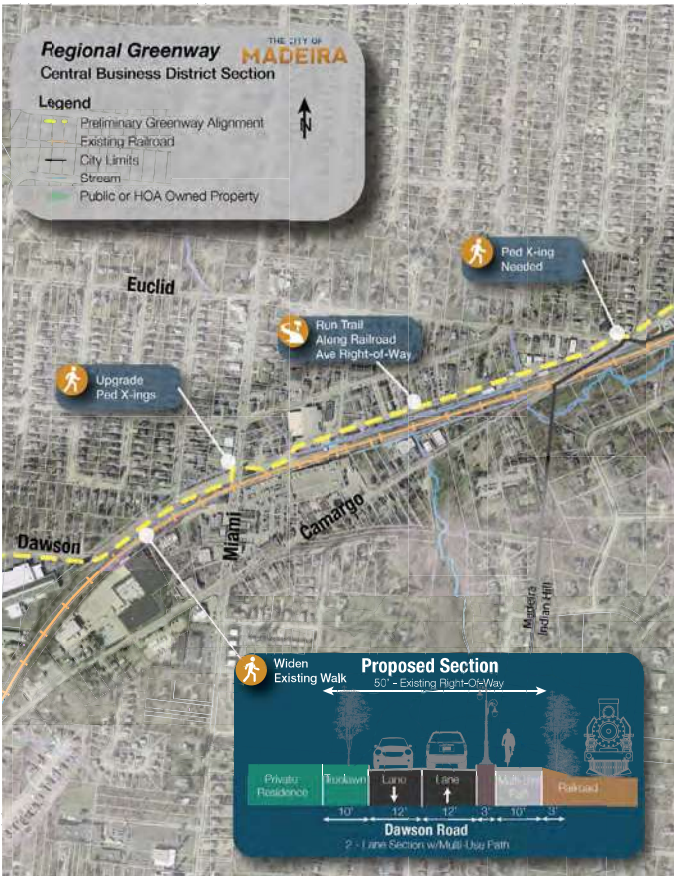 Regional Greenway
Central Business District Section
THE CITY OF
MADEIRA
Legend
Preliminary Greenway Alignment
Existing Railroad
City Limits
Stream
Public or HOA Owned Property
N
Ped X-ing
Needed
Euclid
Run Trail
Along Railroad
Ave Right-of-Way
Upgrade
Ped X-ings
Dawson
Miami
Camargo
Madeira
Indian Hill
Widen
Existing Walk
Proposed Section
50' - Existing Right-Of-Way
Private
Residence
Treelawn
Lane
Lane
Multi-Use
Path
Railroad
10'
12'
12'
3'
10'
3'
Dawson Road
2 - Lane Section w/Multi-Use Path